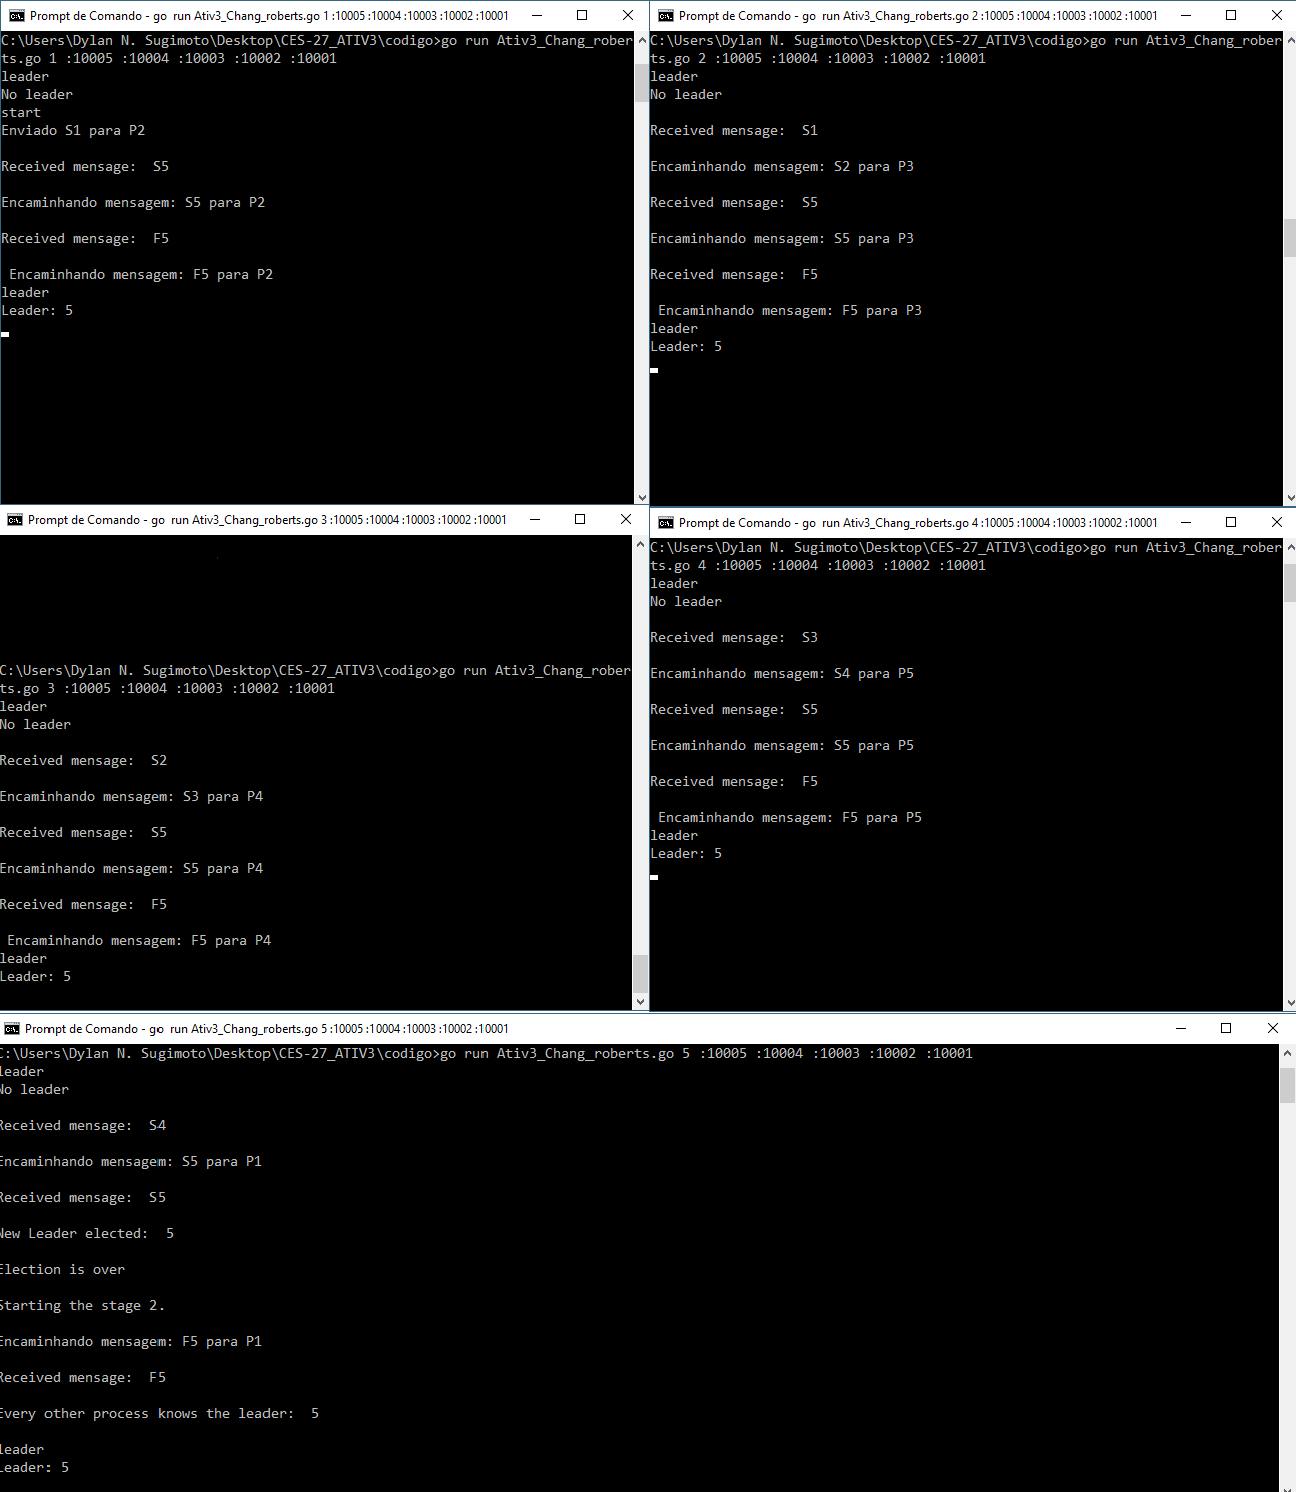 Prompt de Comando - go  run Ativ3_Chang_roberts.go 1 :10005 :10004 :10003 :10002 :10001
C:\Users\Dylan N. Sugimoto\Desktop\CES-27_ATIV3\codigo>go run Ativ3_Chang_rober
ts.go 1 :10005 :10004 :10003 :10002 :10001
leader
No leader
start
Enviado S1 para P2
Received mensage:  S5
Encaminhando mensagem: S5 para P2
Received mensage:  F5
Encaminhando mensagem: F5 para P2
leader
Leader: 5
Prompt de Comando - go  run Ativ3_Chang_roberts.go 2 :10005 :10004 :10003 :10002 :10001
C:\Users\Dylan N. Sugimoto\Desktop\CES-27_ATIV3\codigo>go run Ativ3_Chang_rober
ts.go 2 :10005 :10004 :10003 :10002 :10001
leader
No leader
Received mensage:  S1
Encaminhando mensagem: S2 para P3
Received mensage:  S5
Encaminhando mensagem: S5 para P3
Received mensage:  F5
Encaminhando mensagem: F5 para P3
leader
Leader: 5
Prompt de Comando - go  run Ativ3_Chang_roberts.go 3 :10005 :10004 :10003 :10002 :10001
C:\Users\Dylan N. Sugimoto\Desktop\CES-27_ATIV3\codigo>go run Ativ3_Chang_rober
ts.go 3 :10005 :10004 :10003 :10002 :10001
leader
No leader
Received mensage:  S2
Encaminhando mensagem: S3 para P4
Received mensage:  S5
Encaminhando mensagem: S5 para P4
Received mensage:  F5
Encaminhando mensagem: F5 para P4
leader
Leader: 5
Prompt de Comando - go  run Ativ3_Chang_roberts.go 4 :10005 :10004 :10003 :10002 :10001
C:\Users\Dylan N. Sugimoto\Desktop\CES-27_ATIV3\codigo>go run Ativ3_Chang_rober
ts.go 4 :10005 :10004 :10003 :10002 :10001
leader
No leader
Received mensage:  S3
Encaminhando mensagem: S4 para P5
Received mensage:  S5
Encaminhando mensagem: S5 para P5
Received mensage:  F5
Encaminhando mensagem: F5 para P5
leader
Leader: 5
Prompt de Comando - go  run Ativ3_Chang_roberts.go 5 :10005 :10004 :10003 :10002 :10001
C:\Users\Dylan N. Sugimoto\Desktop\CES-27_ATIV3\codigo>go run Ativ3_Chang_roberts.go 5 :10005 :10004 :10003 :10002 :10001
leader
No leader
Received mensage:  S4
Encaminhando mensagem: S5 para P1
Received mensage:  S5
New Leader elected:  5
Election is over
Starting the stage 2.
Encaminhando mensagem: F5 para P1
Received mensage:  F5
Every other process knows the leader:  5
leader
Leader: 5